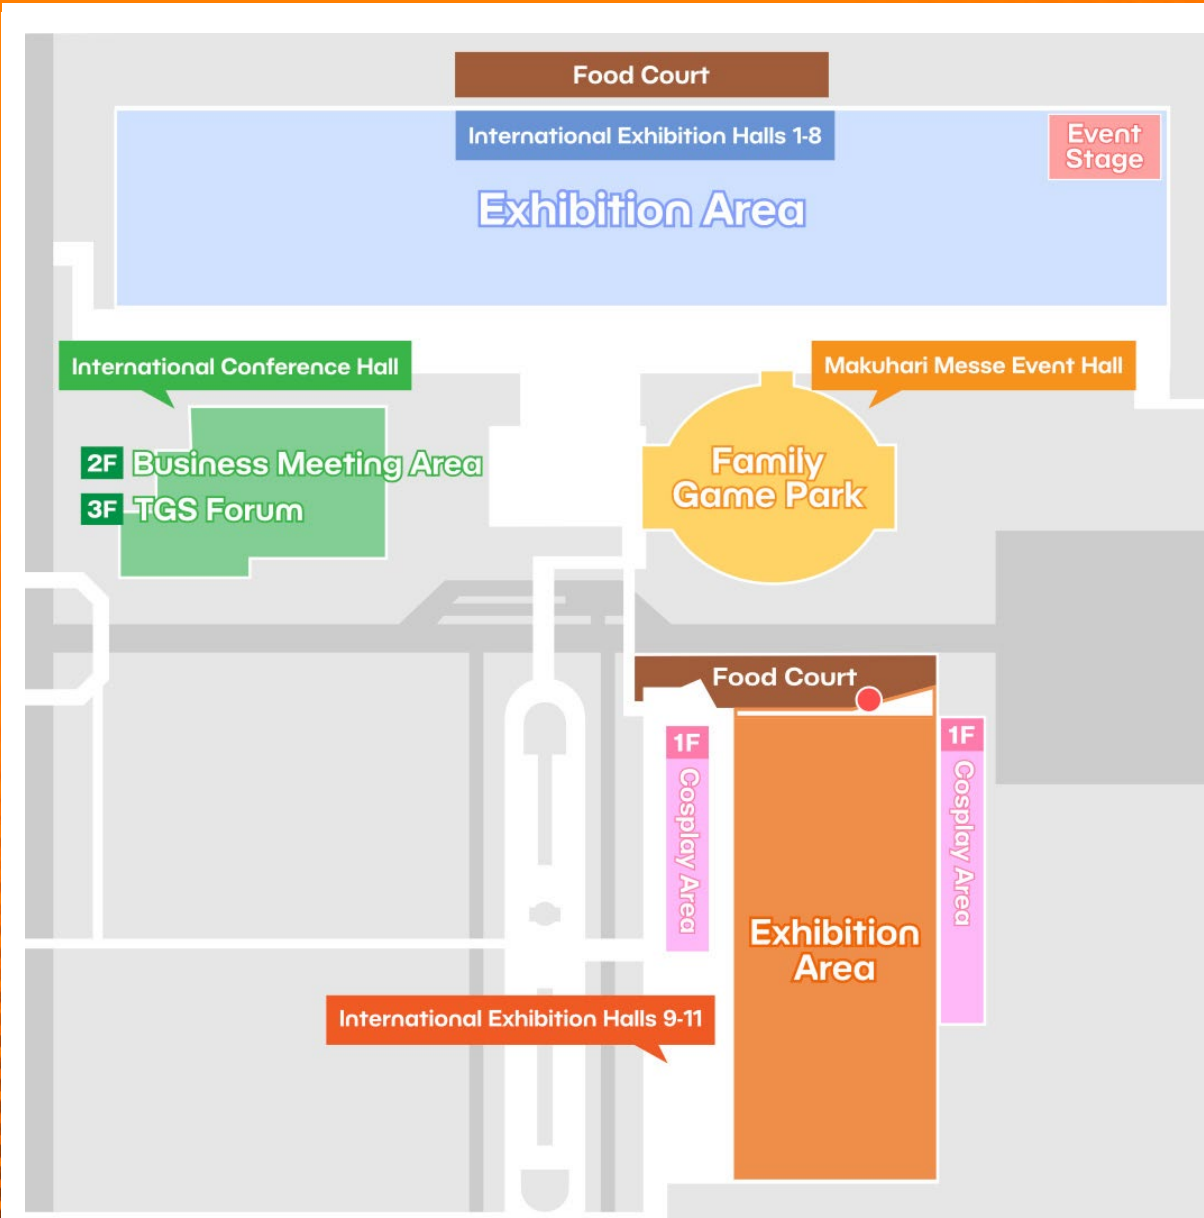 Food Court
International Exhibition Halls 1-8
Event
Stage
Exhibition Area
International Conference Hall
Makuhari Messe Event Hall
2F Business Meeting Area
3F TGS Forum
Family
Game Park
Food Court
1F
Cosplay Area
1F
Cosplay Area
Exhibition
Area
International Exhibition Halls 9-11